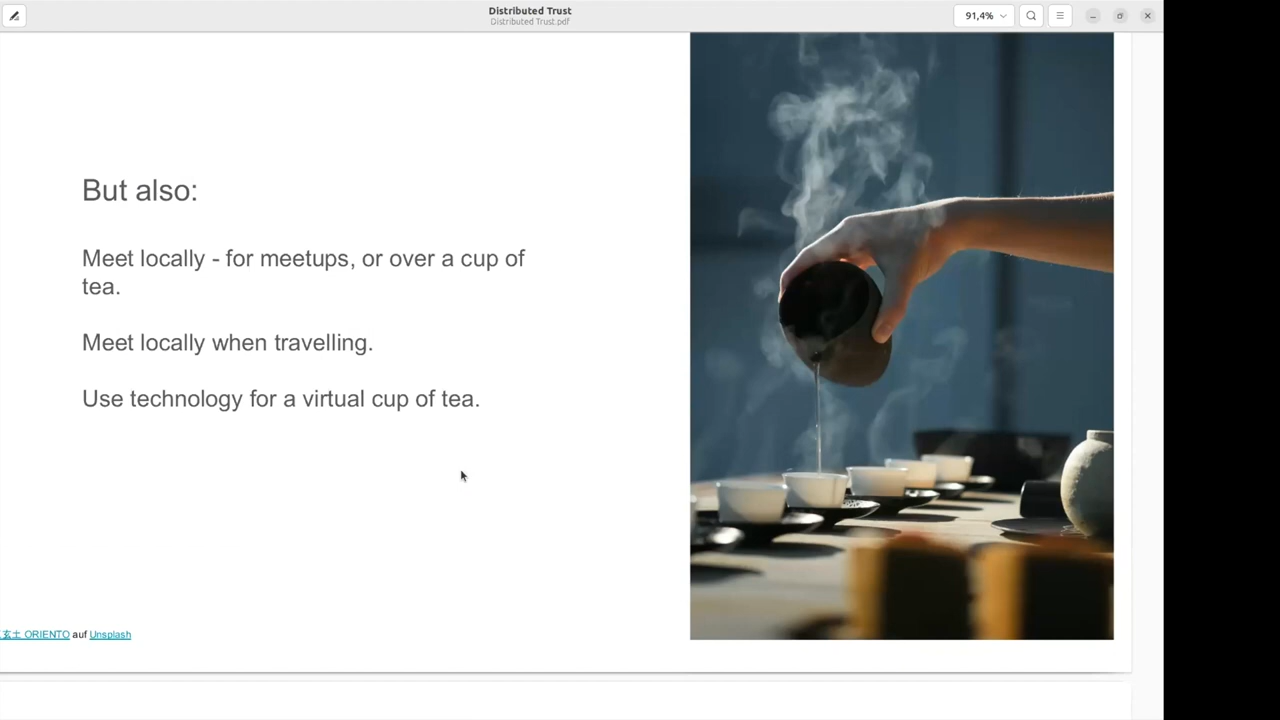 Distributed Trust
Distributed Trust.pdf
91,4%
But also:
Meet locally - for meetups, or over a cup of
tea.
Meet locally when travelling.
Use technology for a virtual cup of tea.
玄土 ORIENTO auf Unsplash